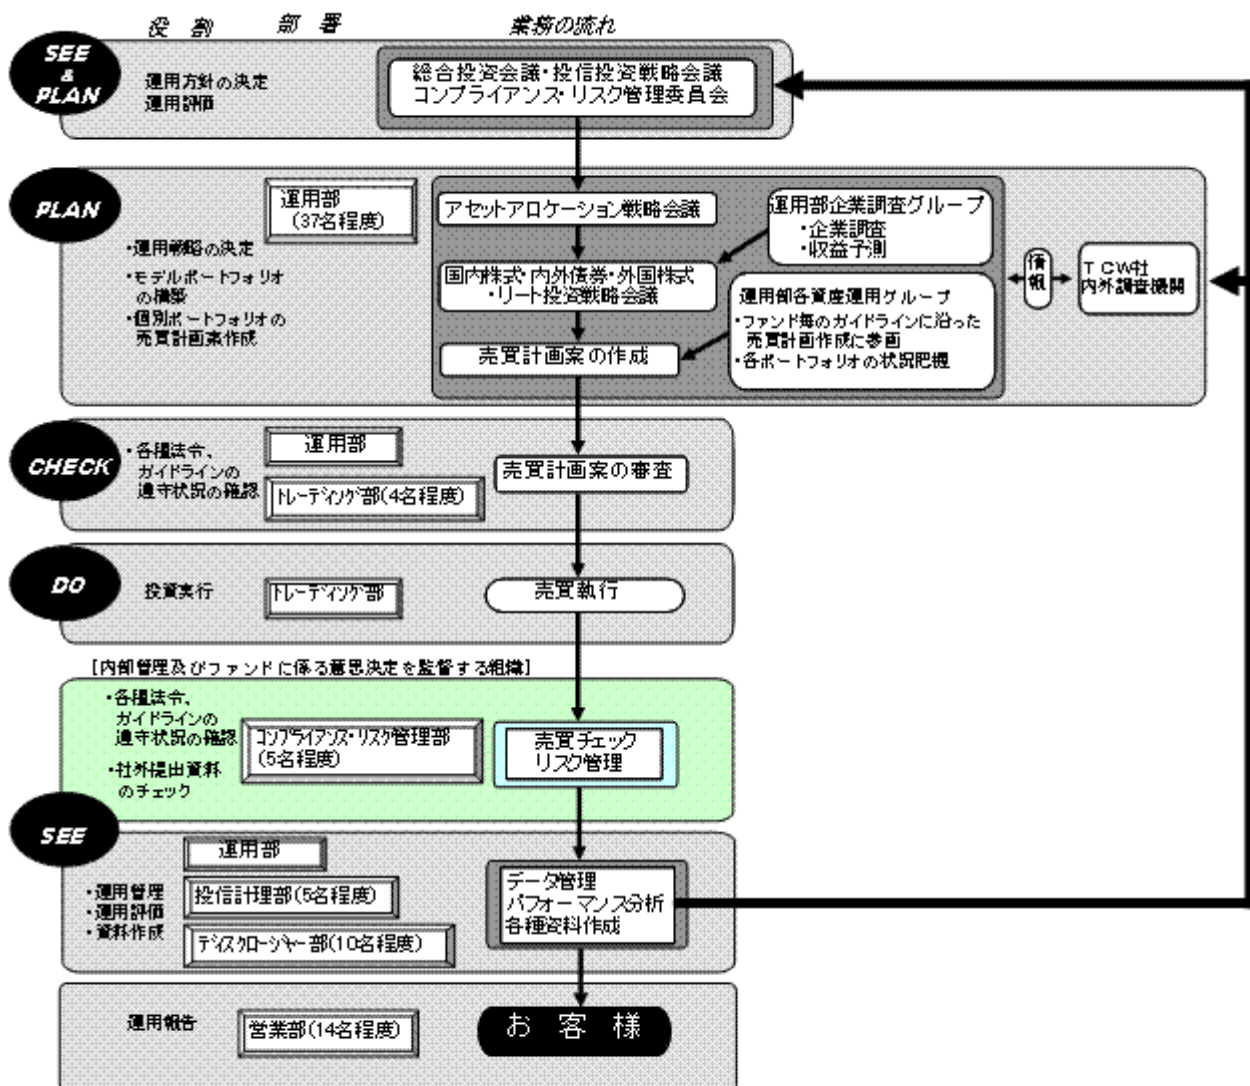 役 割
部 署
業務の流れ
SEE
&
PLAN
運用方針の決定
運用評価
総合投資会議・投信投資戦略会議
コンプライアンス・リスク管理委員会
PLAN
運用部
(37名程度)
・運用戦略の決定
・モデルポートフォリオ
の構築
・個別ポートフォリオの
売買計画案作成
アセットアロケーション戦略会議
国内株式・内外債券・外国株式
・リート投資戦略会議
売買計画案の作成
運用部企業調査グループ
・企業調査
・収益予測
運用部各資産運用グループ
・ファンド毎のガイドラインに沿った
売買計画作成に参画
・各ポートフォリオの状況把握
情報
TCW社
内外調査機関
CHECK
・各種法令、
ガイドラインの
遵守状況の確認
運用部
トレーディング部(4名程度)
売買計画案の審査
DO
投資実行
トレーディング部
売買執行
[内部管理及びファンドに係る意思決定を監督する組織]
・各種法令、
ガイドラインの
遵守状況の確認
・社外提出資料
のチェック
コンプライアンス・リスク管理部
(5名程度)
売買チェック
リスク管理
SEE
運用部
・運用管理
・運用評価
・資料作成
投信計理部(5名程度)
ディスクロージャー部(10名程度)
データ管理
パフォーマンス分析
各種資料作成
運用報告
営業部(14名程度)
お 客 様